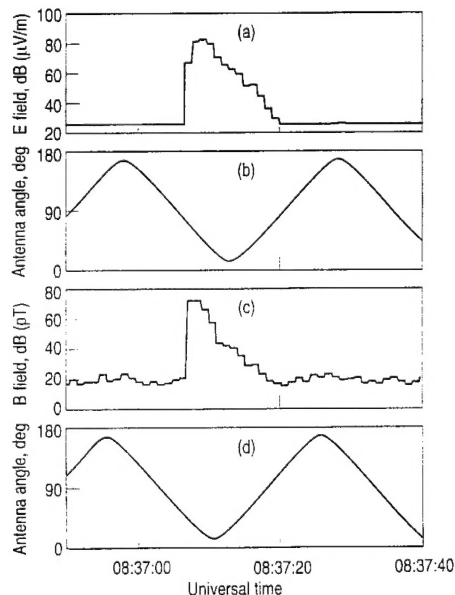 E field, dB (μV/m)
100
80
60
40
20
(a)
Antenna angle, deg
180
90
0
(b)
B field, dB (pT)
80
60
40
20
0
(c)
Antenna angle, deg
180
90
0
(d)
08:37:00
08:37:20
08:37:40
Universal time